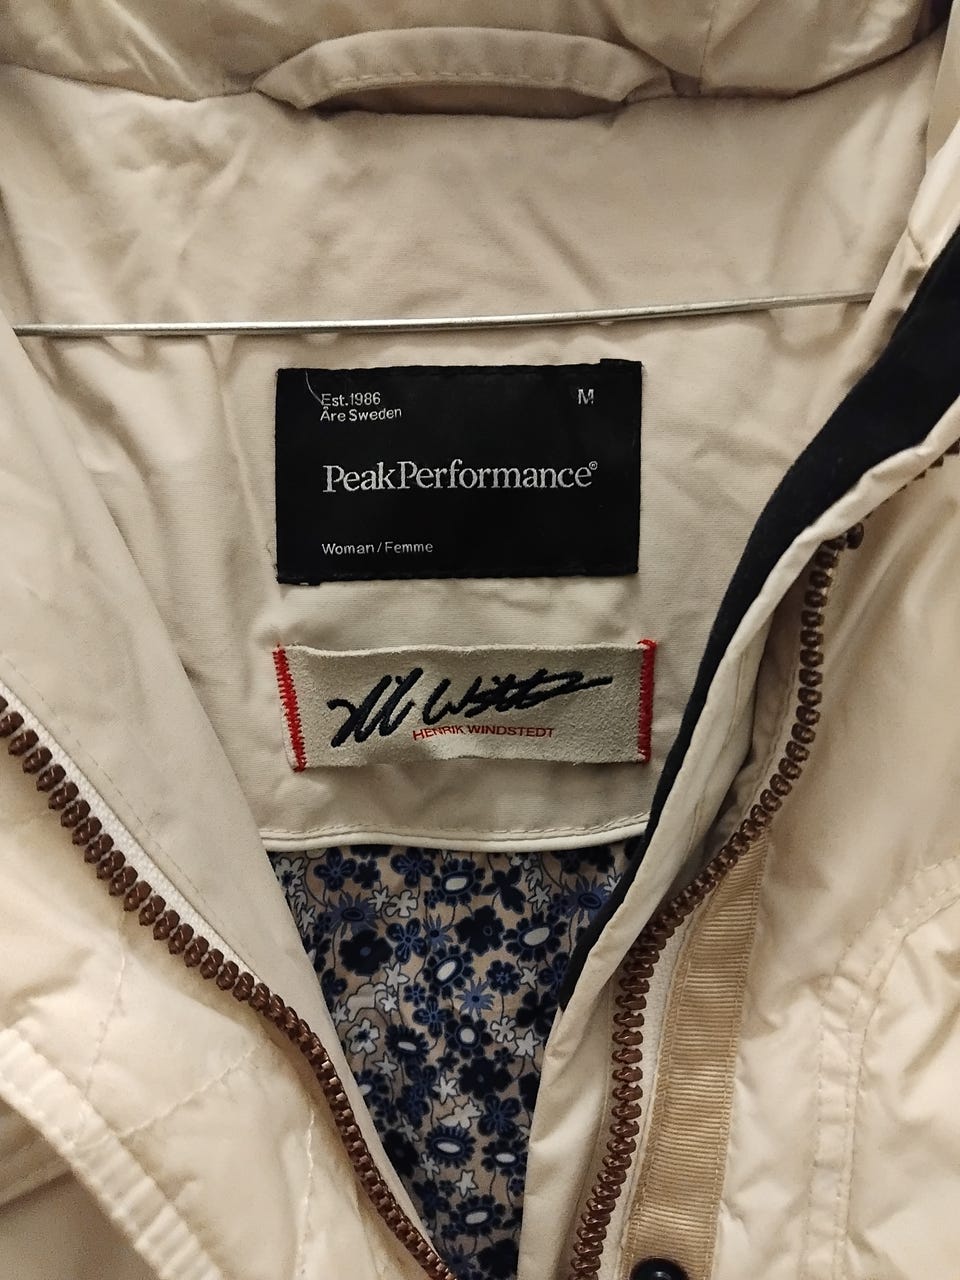 Est.1986
M
Åre Sweden
PeakPerformance®
Woman/Femme
HENRIK WINDSTEDT